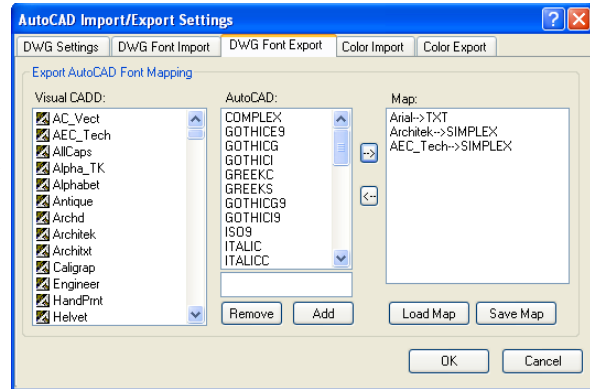 AutoCAD Import/Export Settings
DWG Settings
DWG Font Import
DWG Font Export
Color Import
Color Export
Export AutoCAD Font Mapping
Visual CADD:
AC_Vect
AEC_Tech
AllCaps
Alpha_TK
Alphabet
Antique
Archd
Architek
Architxt
Caligrap
Engineer
HandPrnt
Helvet
AutoCAD:
COMPLEX
GOTHICE9
GOTHICG
GOTHICI
GREEKC
GREEKS
GOTHICG9
GOTHICI9
ISO9
ITALIC
ITALICC
Remove
Add
-->
<--
Map:
Arial-->TXT
Architek-->SIMPLEX
AEC_Tech-->SIMPLEX
Load Map
Save Map
OK
Cancel